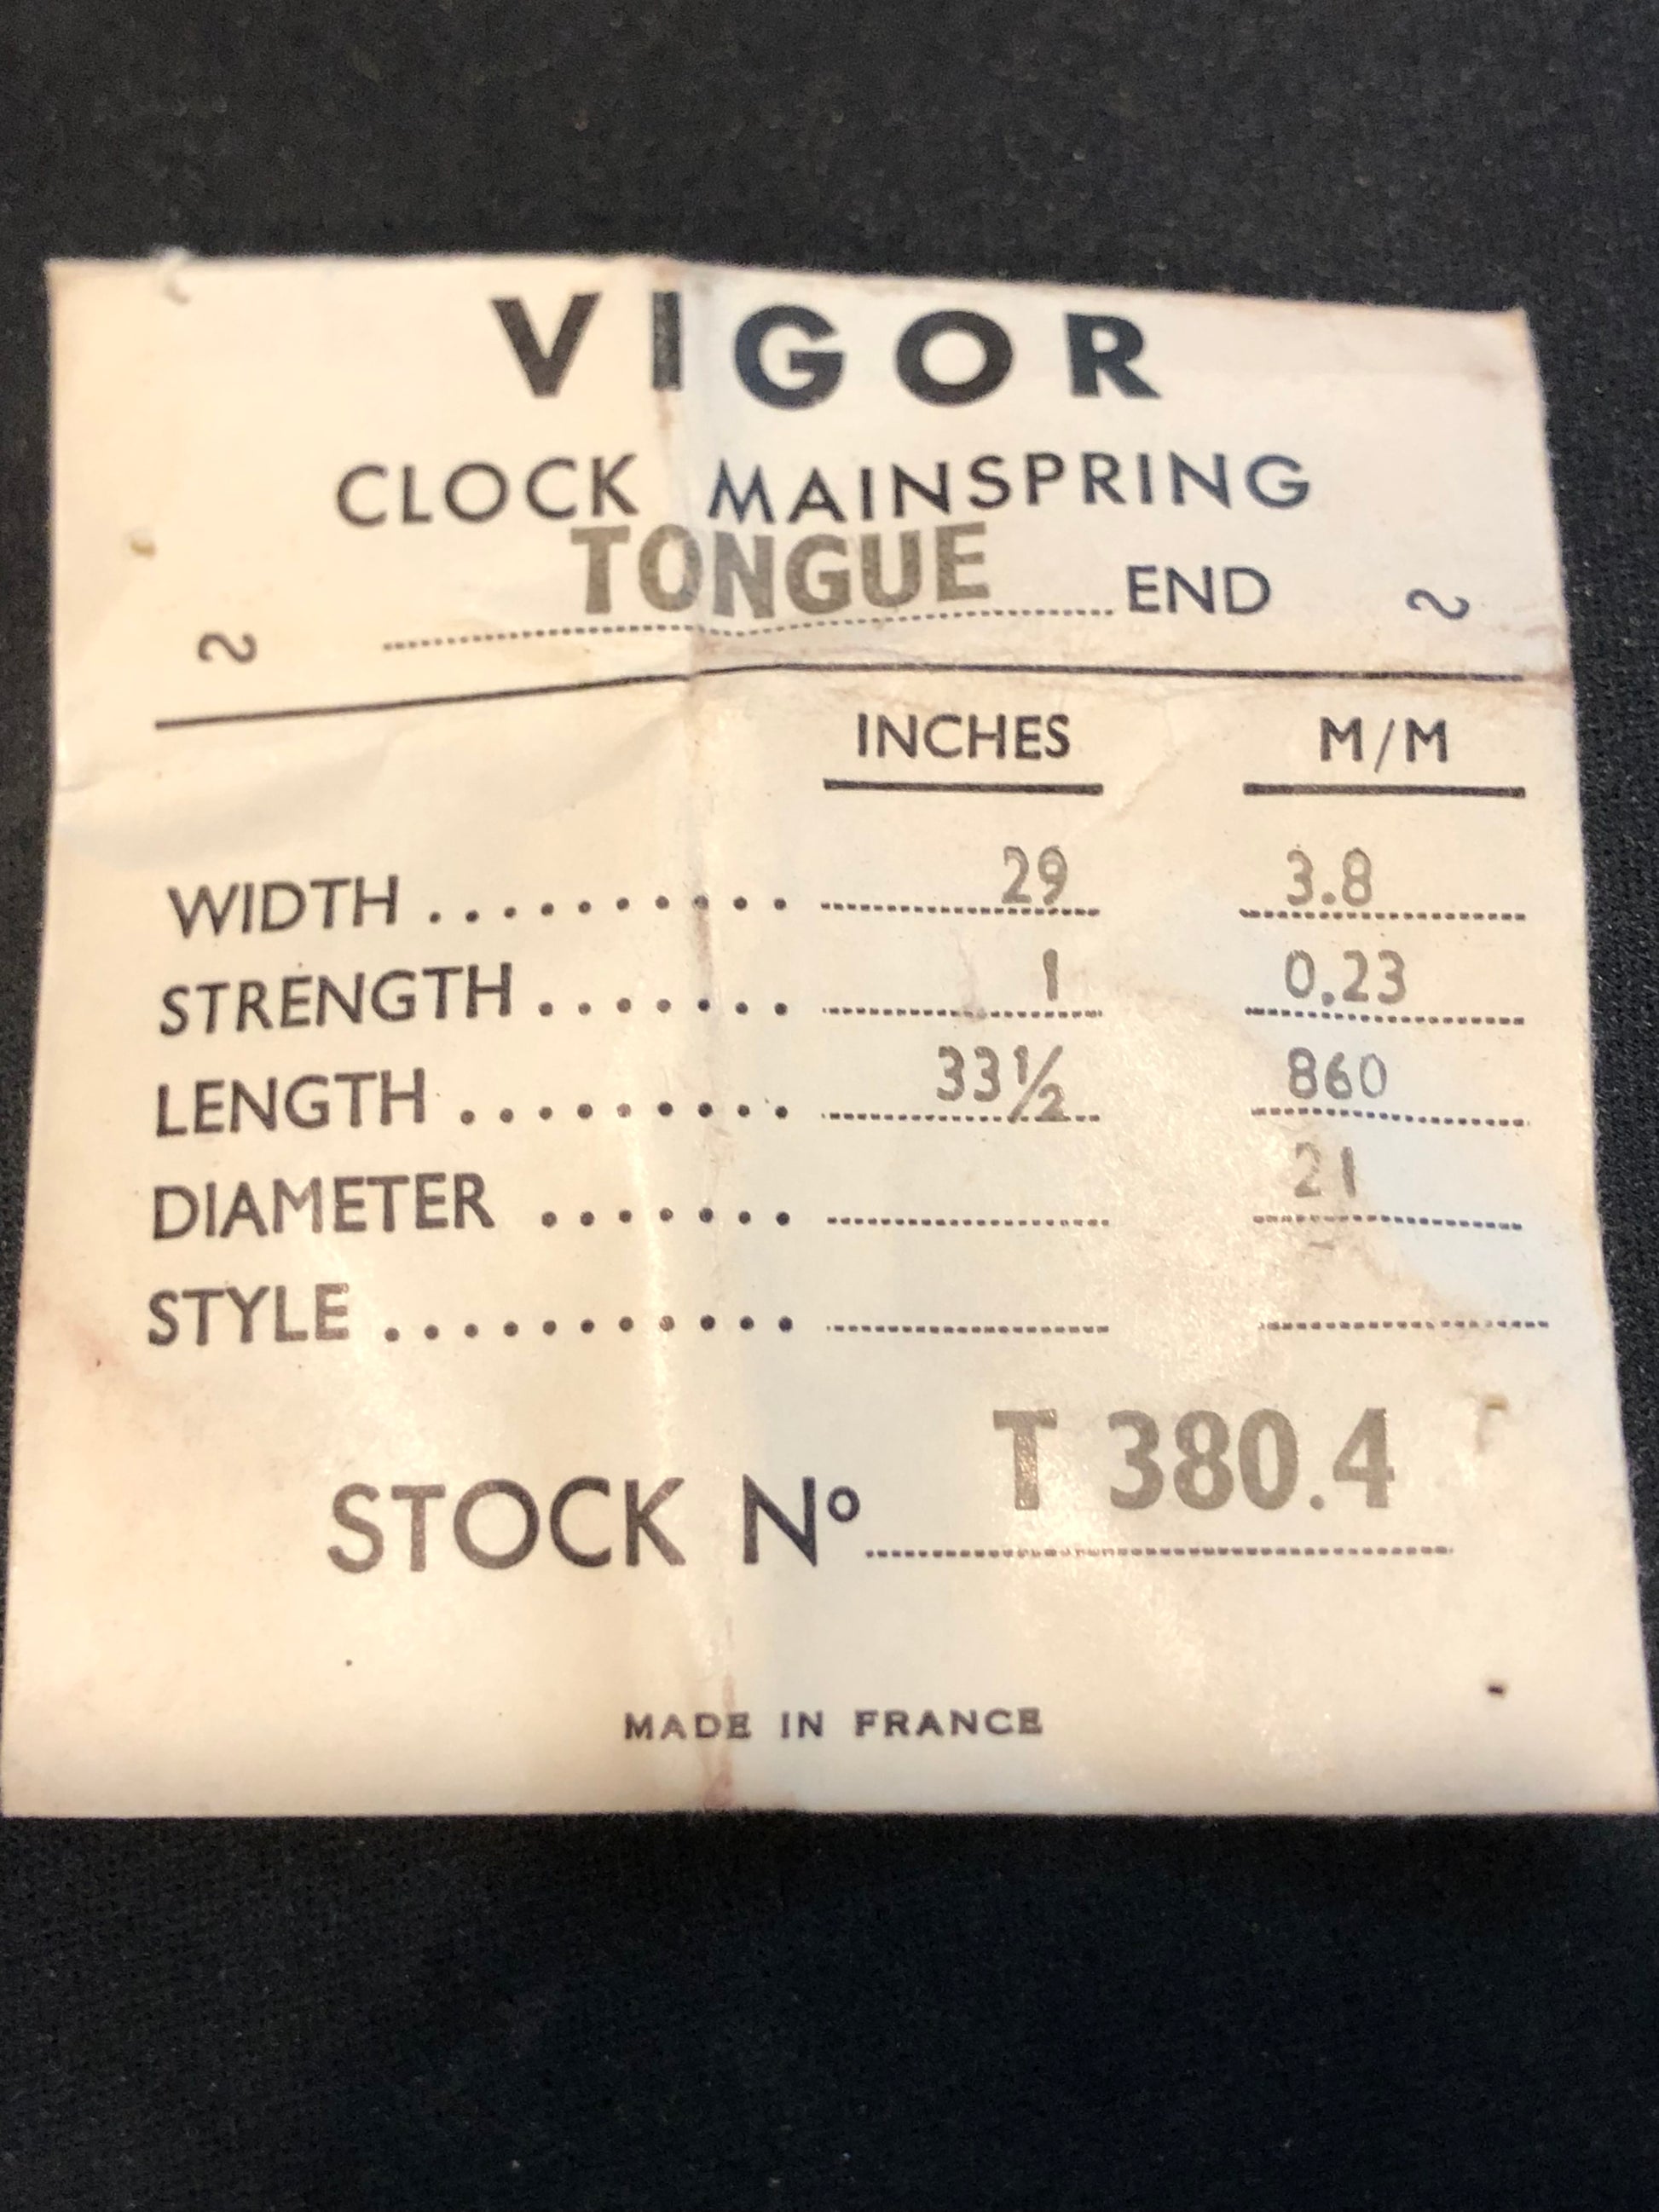 VIGOR
CLOCK MAINSPRING
TONGUE END
INCHES M/M
WIDTH .......... 29 3.8
STRENGTH ....... 1 0.23
LENGTH ......... 33½ 860
DIAMETER ....... 21
STYLE ...........
STOCK Nº T 380.4
MADE IN FRANCE